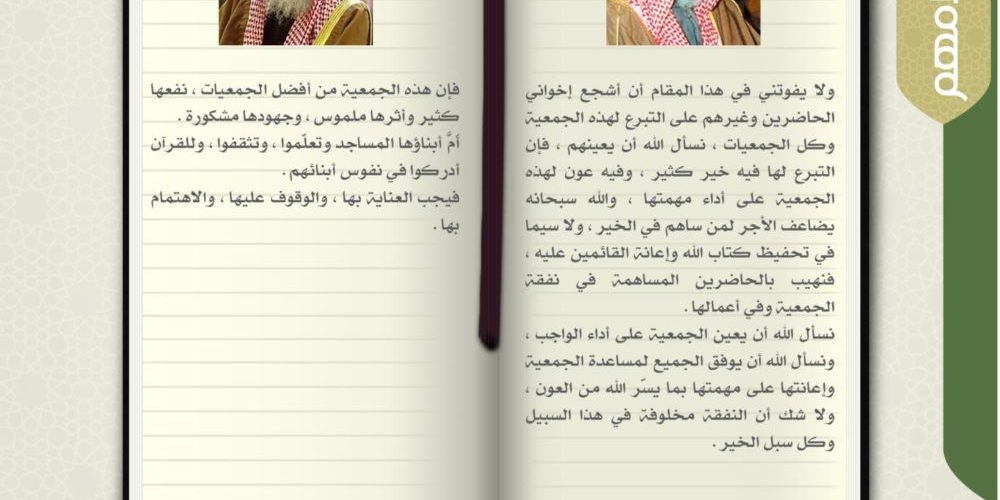 ولا يفوتني في هذا المقام أن أشجع إخواني
الحاضرين وغيرهم على التبرع لهذه الجمعية
وكل الجمعيات ، نسأل الله أن يعينهم ، فإن
التبرع لها فيه خير كثير ، وفيه عون لهذه
الجمعية على أداء مهمتها ، والله سبحانه
يضاعف الأجر لمن ساهم في الخير ، ولا سيما
في تحفيظ كتاب الله وإعانة القائمين عليه ،
فنهيب بالحاضرين المساهمة في نفقة
الجمعية وفي أعمالها .
نسأل الله أن يعين الجمعية على أداء الواجب ،
ونسأل الله أن يوفق الجميع لمساعدة الجمعية
وإعانتها على مهمتها بما يسّر الله من العون ،
ولا شك أن النفقة مخلوفة في هذا السبيل
وكل سبل الخير .
فإن هذه الجمعية من أفضل الجمعيات ، نفعها
كثير وأثرها ملموس ، وجهودها مشكورة .
أمَّ أبناؤها المساجد وتعلّموا ، وتثقفوا ، وللقرآن
أدركوا في نفوس أبنائهم .
فيجب العناية بها ، والوقوف عليها ، والاهتمام
بها .